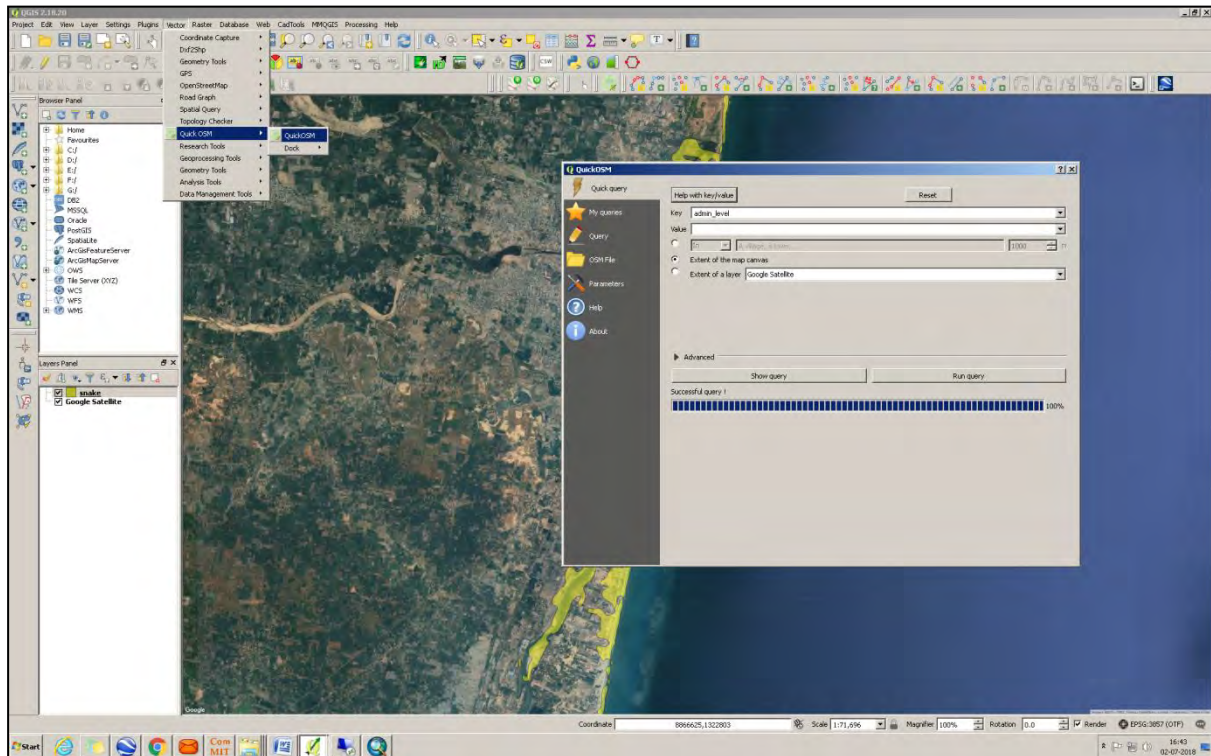 QGIS 2.18.20
Project Edit View Layer Settings Plugins Vector Raster Database Web CadTools MMQGIS Processing Help
Coordinate Capture
Dxf2Shp
Geometry Tools
GPS
OpenStreetMap
Road Graph
Spatial Query
Topology Checker
Quick OSM
QuickOSM
Research Tools
Dock
Geoprocessing Tools
Geometry Tools
Analysis Tools
Data Management Tools
CSW
Browser Panel
Home
Favourites
C:/
D:/
E:/
F:/
G:/
DB2
MSSQL
Oracle
PostGIS
SpatiaLite
ArcGisFeatureServer
ArcGisMapServer
OWS
Tile Server (XYZ)
WCS
WFS
WMS
Layers Panel
snake
Google Satellite
QuickOSM
Quick query
My queries
Query
OSM File
Parameters
Help
About
Help with key/value
Reset
Key admin_level
Value
In
1000
Extent of the map canvas
Extent of a layer Google Satellite
Advanced
Show query
Run query
Successful query !
100%
Google
Coordinate 8866625,1322803 Scale 1:71,696 Magnifier 100% Rotation 0.0 Render EPSG:3857 (OTF)
Start
Com
MIT
16:43
02-07-2018